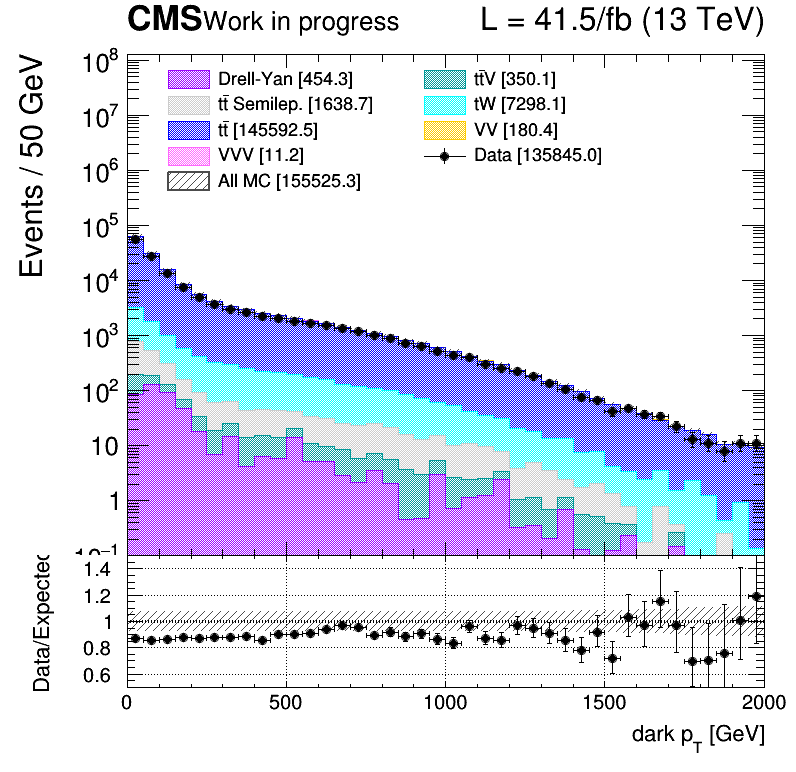 CMS Work in progress L = 41.5/fb (13 TeV)
Events / 50 GeV
10⁸
10⁷
10⁶
10⁵
10⁴
10³
10²
10
1
10⁻¹
Drell-Yan [454.3]
tt̄ Semilep. [1638.7]
tt̄ [145592.5]
VVV [11.2]
All MC [155525.3]
tt̄V [350.1]
tW [7298.1]
VV [180.4]
Data [135845.0]
Data/Expected
1.4
1.2
1
0.8
0.6
0 500 1000 1500 2000
dark p_T [GeV]